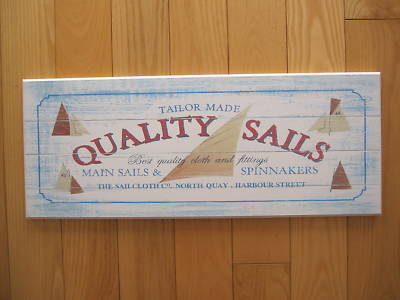 TAILOR MADE
QUALITY SAILS
Best quality cloth and fittings
MAIN SAILS & SPINNAKERS
THE SAILCLOTH Co. NORTH QUAY . HARBOUR STREET